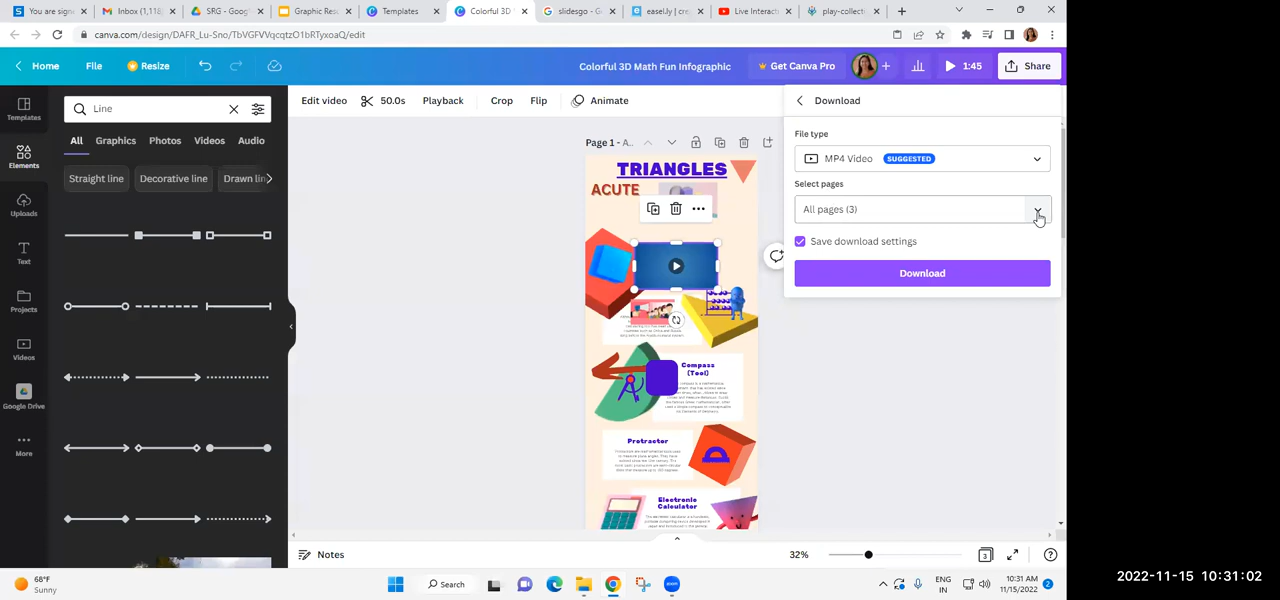 You are signe
Inbox (1,118)
SRG - Goog
Graphic Res
Templates
Colorful 3D
slidesgo - G
easel.ly | cre
Live Interact
play-collecti
canva.com/design/DAFR_Lu-Sno/TbVGFVVqcqtzO1bRTyxoaQ/edit
Home
File
Resize
Colorful 3D Math Fun Infographic
Get Canva Pro
1:45
Share
Templates
Elements
Uploads
Text
Projects
Videos
Google Drive
More
Line
All
Graphics
Photos
Videos
Audio
Straight line
Decorative line
Drawn lin
Edit video
50.0s
Playback
Crop
Flip
Animate
Page 1 - A..
TRIANGLES
ACUTE
Compass
(Tool)
Protractor
Electronic
Calculator
Download
File type
MP4 Video SUGGESTED
Select pages
All pages (3)
Save download settings
Download
Notes
32%
3
68°F
Sunny
Search
ENG
IN
10:31 AM
11/15/2022
2
2022-11-15 10:31:02